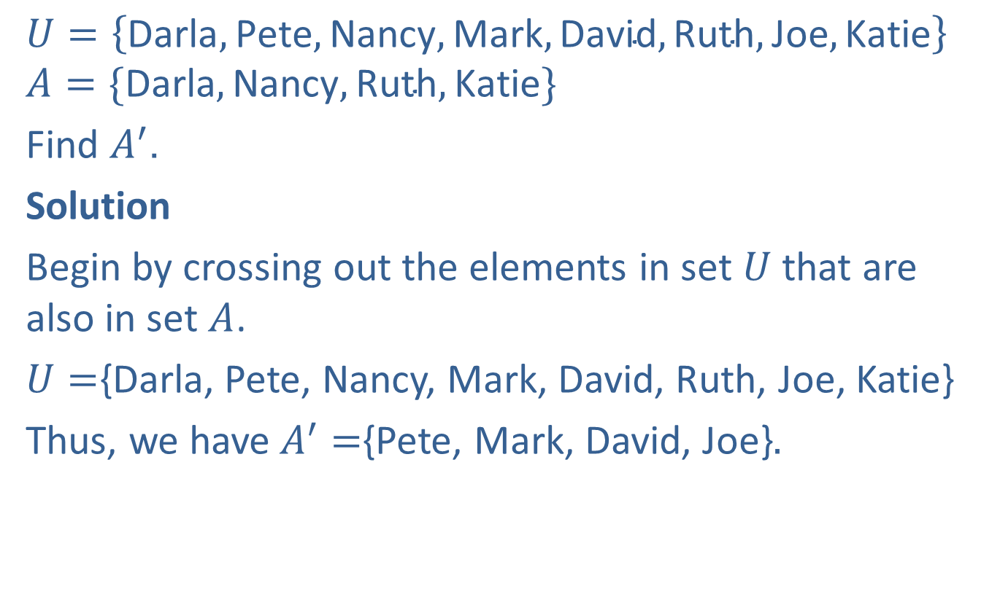 U = {Darla, Pete, Nancy, Mark, David, Ruth, Joe, Katie}
A = {Darla, Nancy, Ruth, Katie}
Find A′.
Solution
Begin by crossing out the elements in set U that are
also in set A.
U ={Darla, Pete, Nancy, Mark, David, Ruth, Joe, Katie}
Thus, we have A′ ={Pete, Mark, David, Joe}.